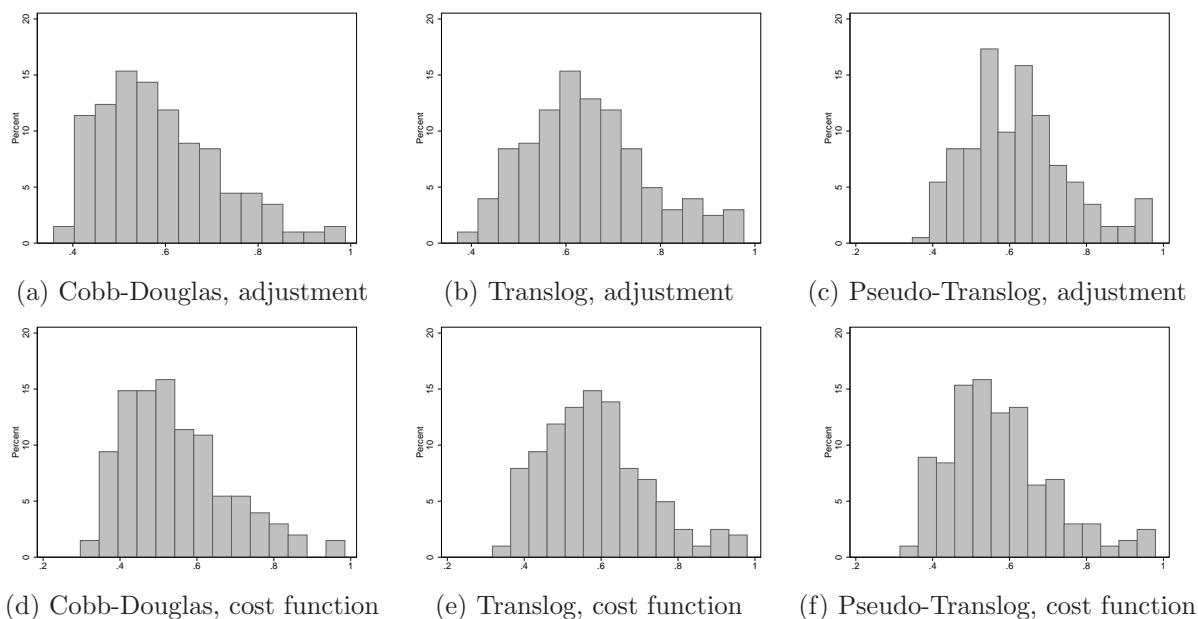 20
15
10
5
0
Percent
.4 .6 .8 1
(a) Cobb-Douglas, adjustment
20
15
10
5
0
Percent
.4 .6 .8 1
(b) Translog, adjustment
20
15
10
5
0
Percent
.2 .4 .6 .8 1
(c) Pseudo-Translog, adjustment
20
15
10
5
0
Percent
.2 .4 .6 .8 1
(d) Cobb-Douglas, cost function
20
15
10
5
0
Percent
.2 .4 .6 .8 1
(e) Translog, cost function
20
15
10
5
0
Percent
.2 .4 .6 .8 1
(f) Pseudo-Translog, cost function